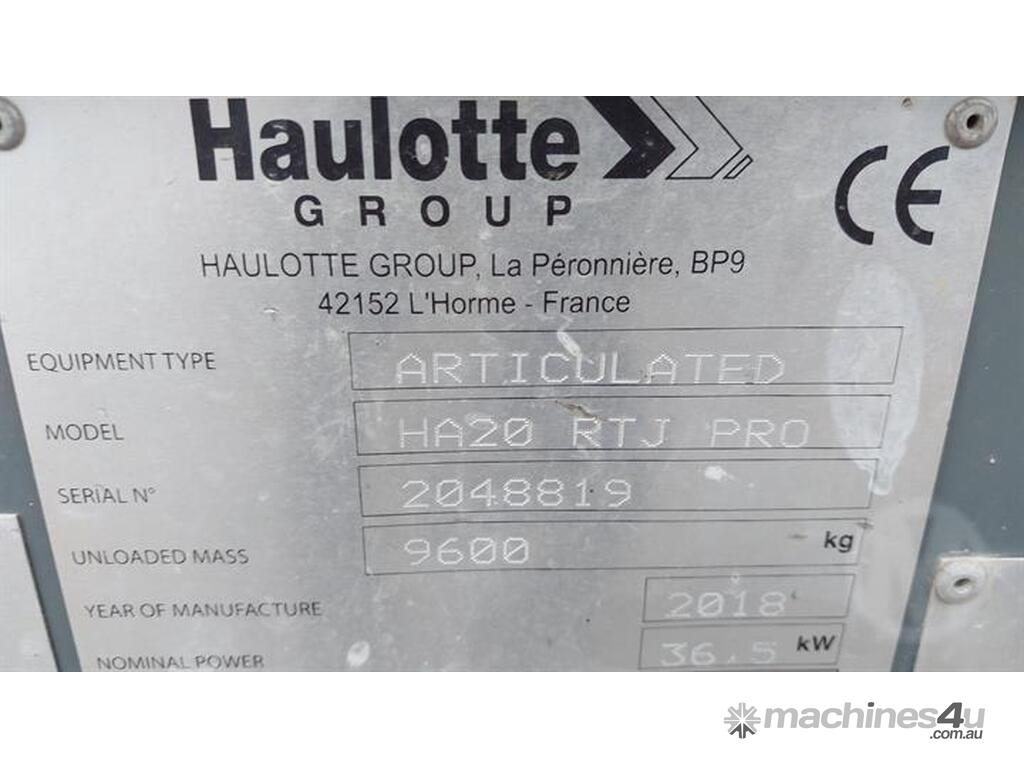 Haulotte
GROUP
CE
HAULOTTE GROUP, La Péronnière, BP9
42152 L'Horme - France
EQUIPMENT TYPE ARTICULATED
MODEL HA20 RTJ PRO
SERIAL N° 2048819
UNLOADED MASS 9600 kg
YEAR OF MANUFACTURE 2018
NOMINAL POWER 36.5 kW
machines4u
.com.au